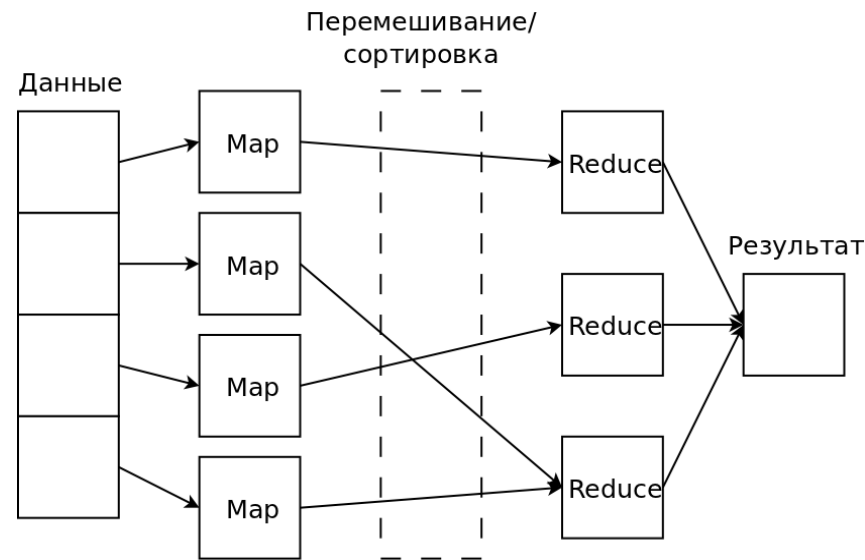 Перемешивание/
сортировка
Данные
Map
Map
Map
Map
Reduce
Reduce
Reduce
Результат